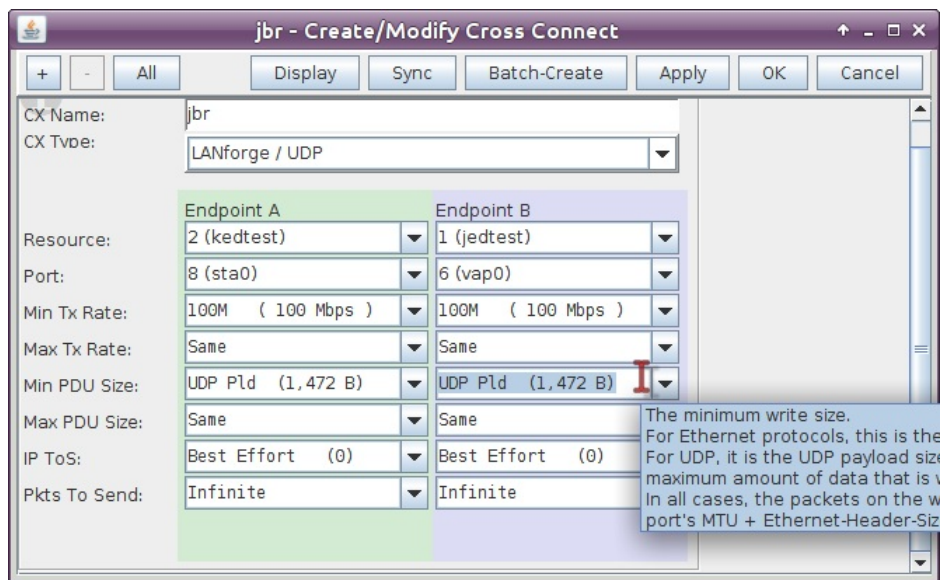 jbr - Create/Modify Cross Connect
+ - All Display Sync Batch-Create Apply OK Cancel
CX Name: jbr
CX Type: LANforge / UDP
Endpoint A Endpoint B
Resource: 2 (kedtest) 1 (jedtest)
Port: 8 (sta0) 6 (vap0)
Min Tx Rate: 100M ( 100 Mbps ) 100M ( 100 Mbps )
Max Tx Rate: Same Same
Min PDU Size: UDP Pld (1,472 B) UDP Pld (1,472 B)
Max PDU Size: Same Same
IP ToS: Best Effort (0) Best Effort (0)
Pkts To Send: Infinite Infinite
The minimum write size.
For Ethernet protocols, this is the
For UDP, it is the UDP payload size
maximum amount of data that is
In all cases, the packets on the
port's MTU + Ethernet-Header-Siz